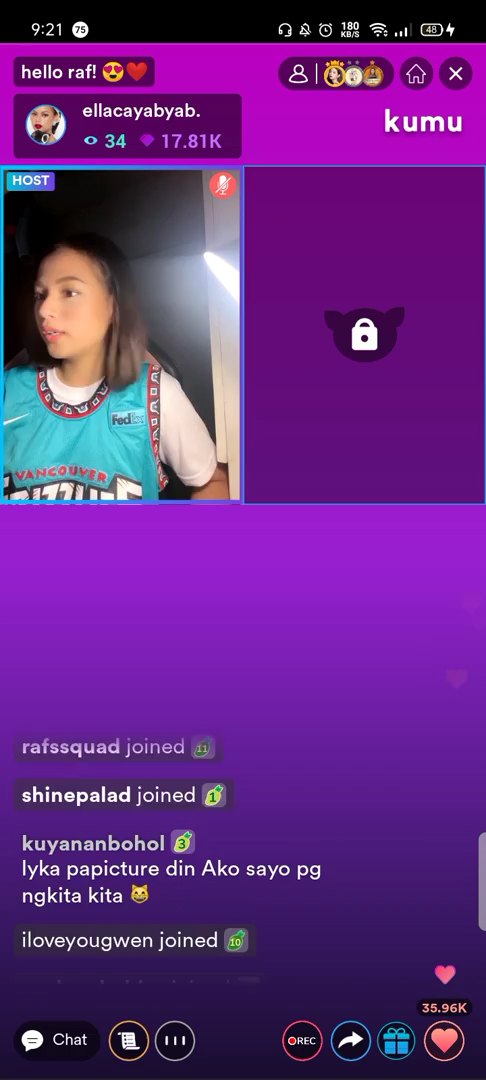 9:21
75
180
KB/S
48
hello raf! 😍❤️
ellacayabyab.
34
17.81K
kumu
HOST
FedEx
VANCOUVER
GRIZZLIES
rafssquad joined 11
shinepalad joined 1
kuyananbohol 3
lyka papicture din Ako sayo pg
ngkita kita 😸
iloveyougwen joined 10
35.96K
Chat
REC